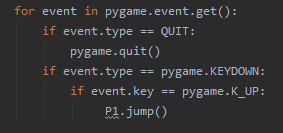 for event in pygame.event.get():
    if event.type == QUIT:
        pygame.quit()
    if event.type == pygame.KEYDOWN:
        if event.key == pygame.K_UP:
            P1.jump()